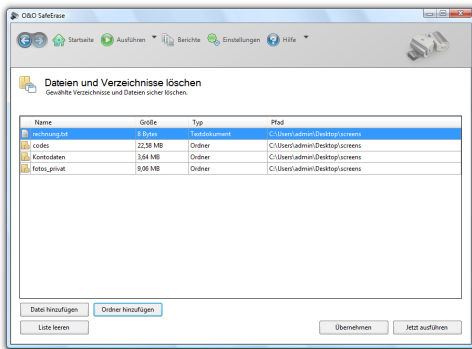 O&O SafeErase
Startseite Ausführen Berichte Einstellungen Hilfe
Dateien und Verzeichnisse löschen
Gewählte Verzeichnisse und Dateien sicher löschen.
Name Größe Typ Pfad
rechnung.txt 8 Bytes Textdokument C:\Users\admin\Desktop\screens
codes 22,58 MB Ordner C:\Users\admin\Desktop\screens
Kontodaten 3,64 MB Ordner C:\Users\admin\Desktop\screens
fotos_privat 9,06 MB Ordner C:\Users\admin\Desktop\screens
Datei hinzufügen Ordner hinzufügen
Liste leeren Übernehmen Jetzt ausführen